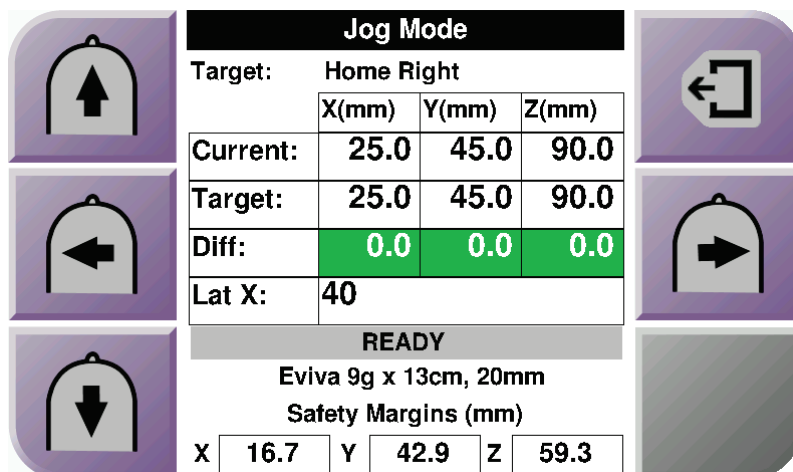 Jog Mode
Target: Home Right
X(mm) Y(mm) Z(mm)
Current: 25.0 45.0 90.0
Target: 25.0 45.0 90.0
Diff: 0.0 0.0 0.0
Lat X: 40
READY
Eviva 9g x 13cm, 20mm
Safety Margins (mm)
X 16.7 Y 42.9 Z 59.3